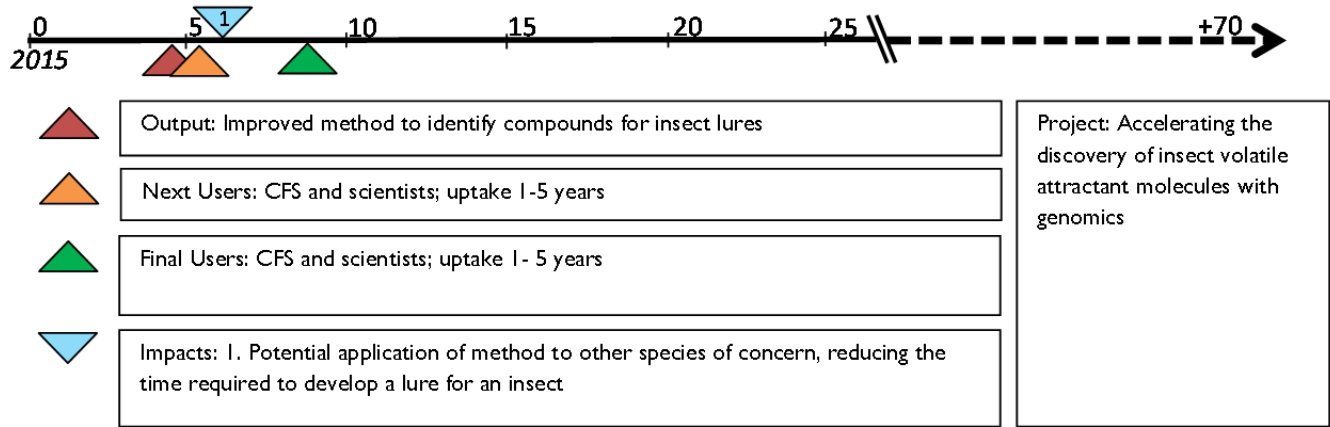 0 5 1 10 15 20 25 +70
2015
Output: Improved method to identify compounds for insect lures
Next Users: CFS and scientists; uptake 1-5 years
Final Users: CFS and scientists; uptake 1- 5 years
Impacts: 1. Potential application of method to other species of concern, reducing the
time required to develop a lure for an insect
Project: Accelerating the
discovery of insect volatile
attractant molecules with
genomics